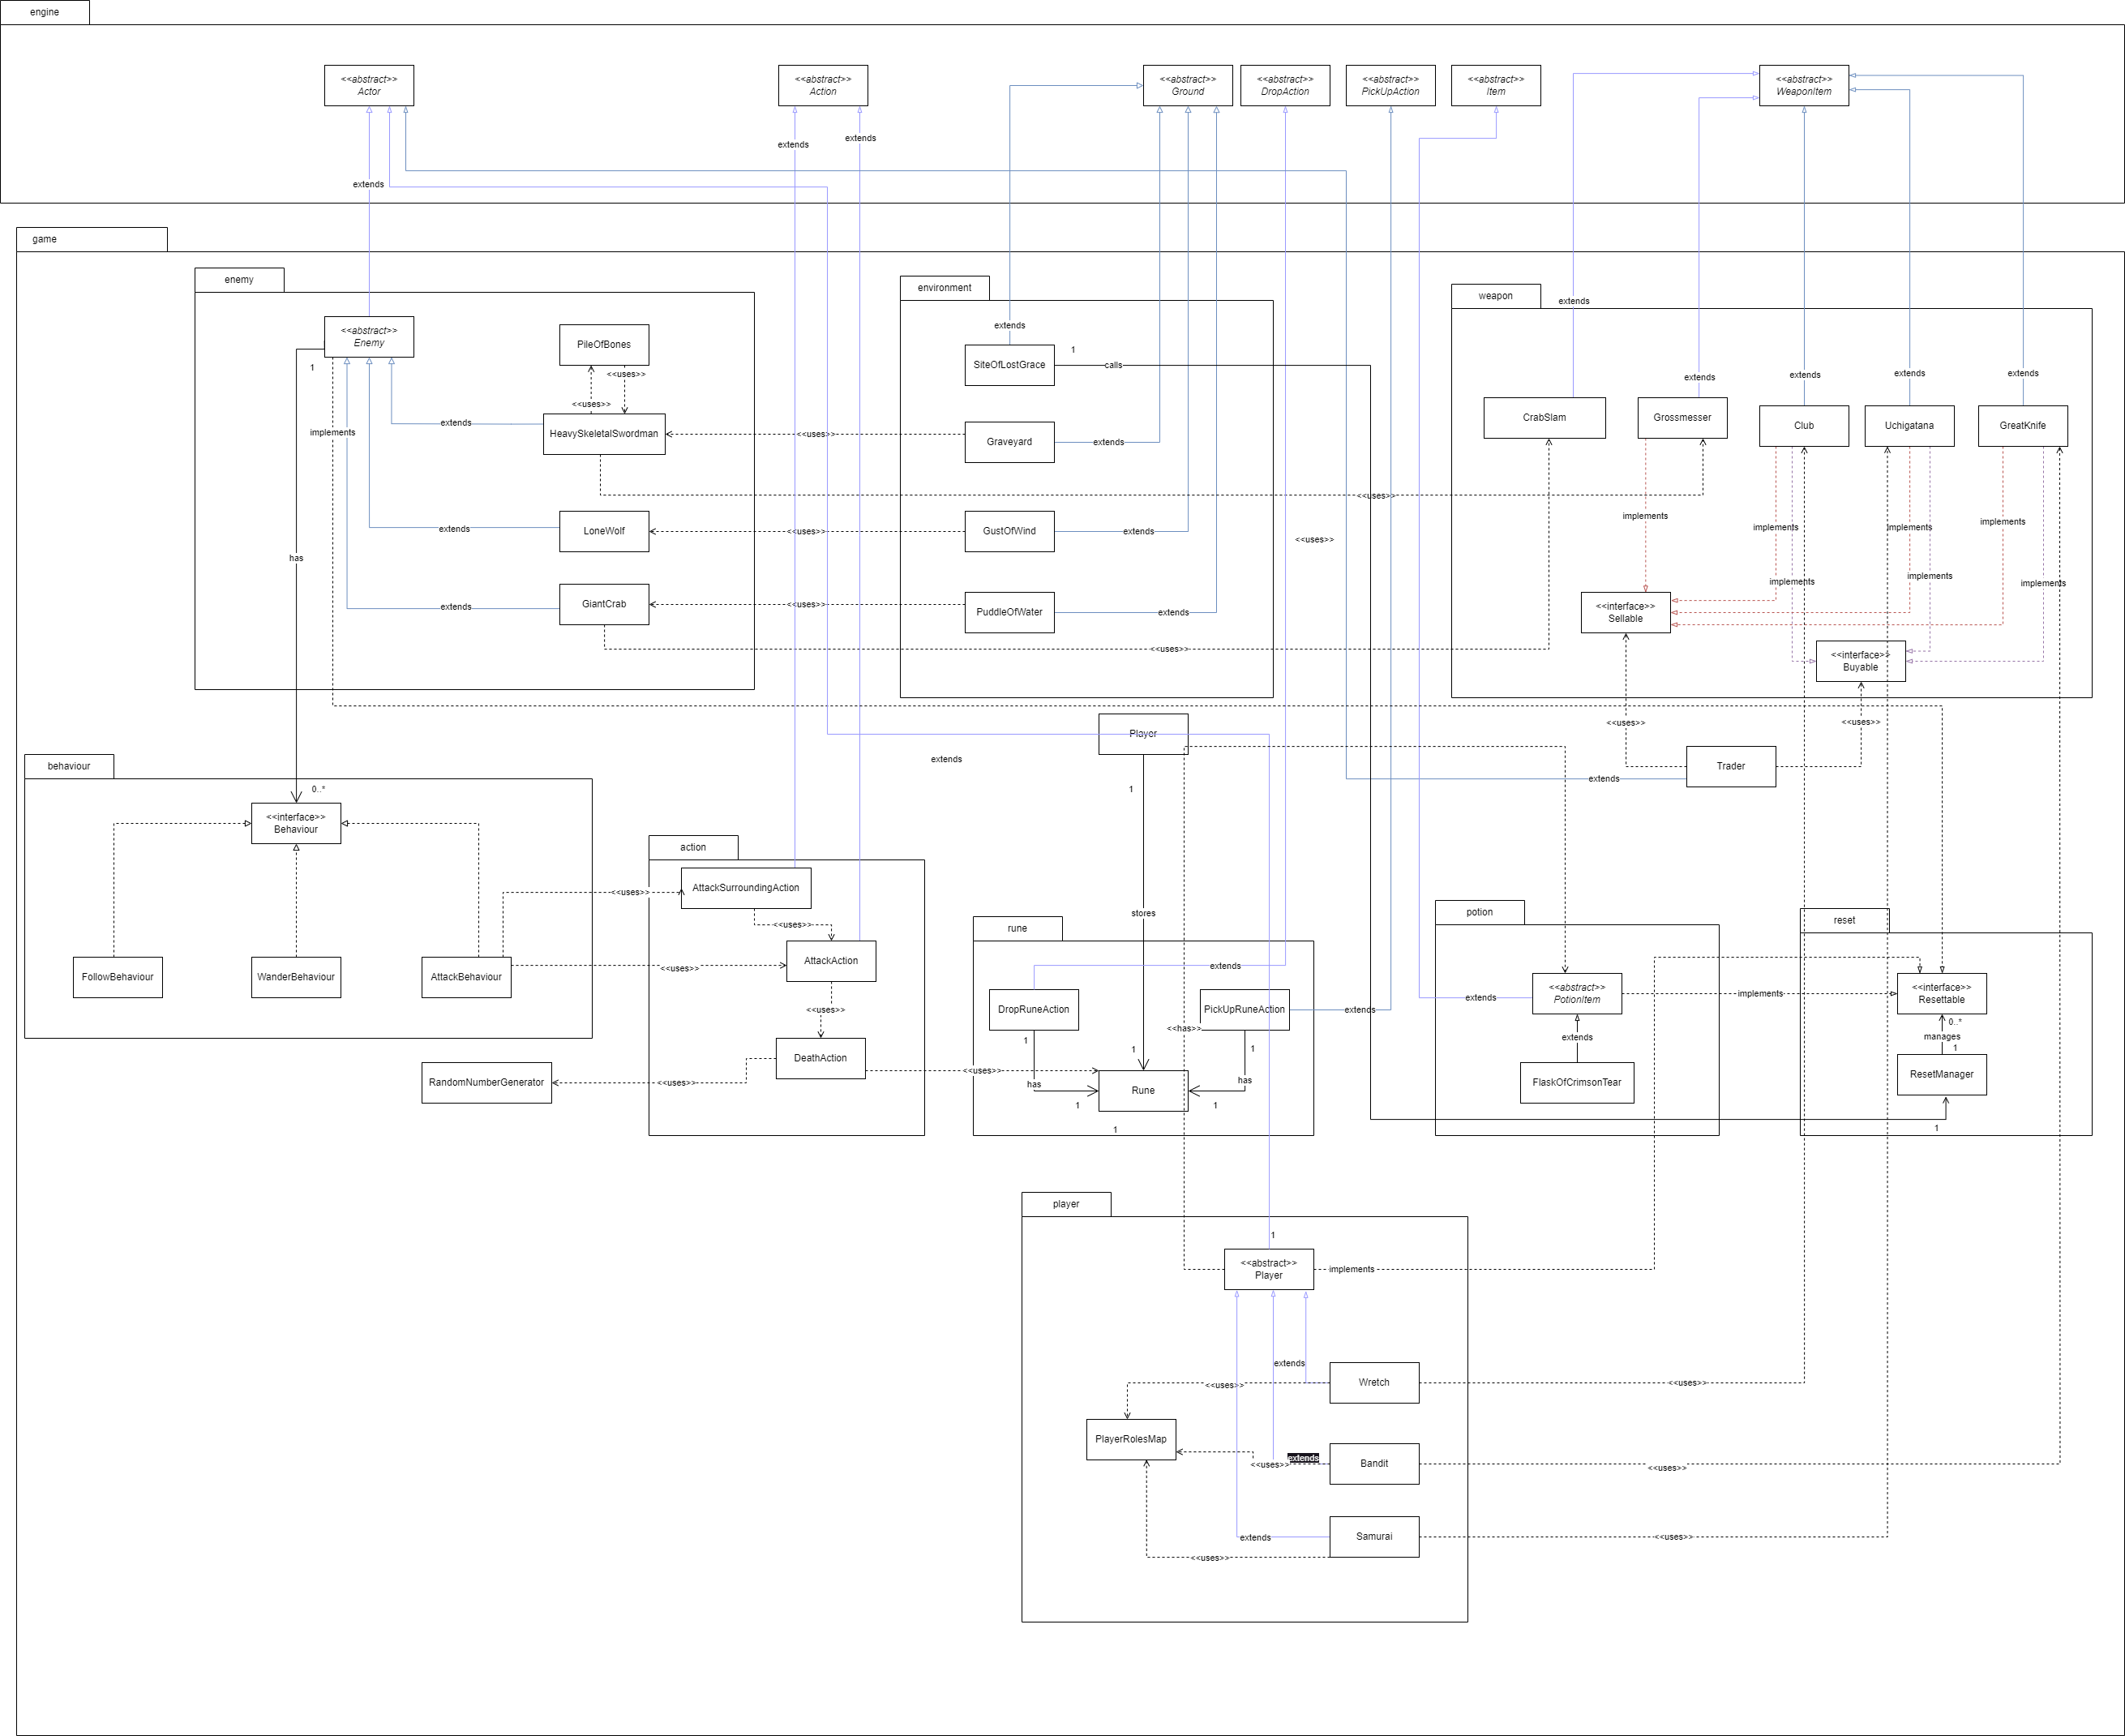 engine
<<abstract>>
Actor
<<abstract>>
Action
<<abstract>>
Ground
<<abstract>>
DropAction
<<abstract>>
PickUpAction
<<abstract>>
Item
<<abstract>>
WeaponItem
extends
extends
extends
game
enemy
environment
weapon
extends
<<abstract>>
Enemy
PileOfBones
extends
SiteOfLostGrace
1
calls
1
<<uses>>
<<uses>>
extends
extends
extends
extends
CrabSlam
Grossmesser
Club
Uchigatana
GreatKnife
implements
extends
HeavySkeletalSwordman
<<uses>>
Graveyard
extends
<<uses>>
implements
implements
implements
implements
extends
LoneWolf
<<uses>>
GustOfWind
extends
<<uses>>
has
implements
implements
implements
extends
GiantCrab
<<uses>>
PuddleOfWater
extends
<<interface>>
Sellable
<<uses>>
<<interface>>
Buyable
<<uses>>
<<uses>>
Player
extends
Trader
extends
behaviour
0..*
1
<<interface>>
Behaviour
action
AttackSurroundingAction
<<uses>>
<<uses>>
stores
potion
reset
rune
AttackAction
<<uses>>
extends
FollowBehaviour
WanderBehaviour
AttackBehaviour
<<abstract>>
PotionItem
extends
implements
<<interface>>
Resettable
<<uses>>
DropRuneAction
PickUpRuneAction
extends
<<has>>
0..*
1
1
1
extends
manages
1
DeathAction
<<uses>>
RandomNumberGenerator
<<uses>>
has
has
Rune
1
1
FlaskOfCrimsonTear
ResetManager
1
1
player
1
<<abstract>>
Player
implements
extends
<<uses>>
Wretch
<<uses>>
PlayerRolesMap
extends
<<uses>>
Bandit
<<uses>>
extends
Samurai
<<uses>>
<<uses>>